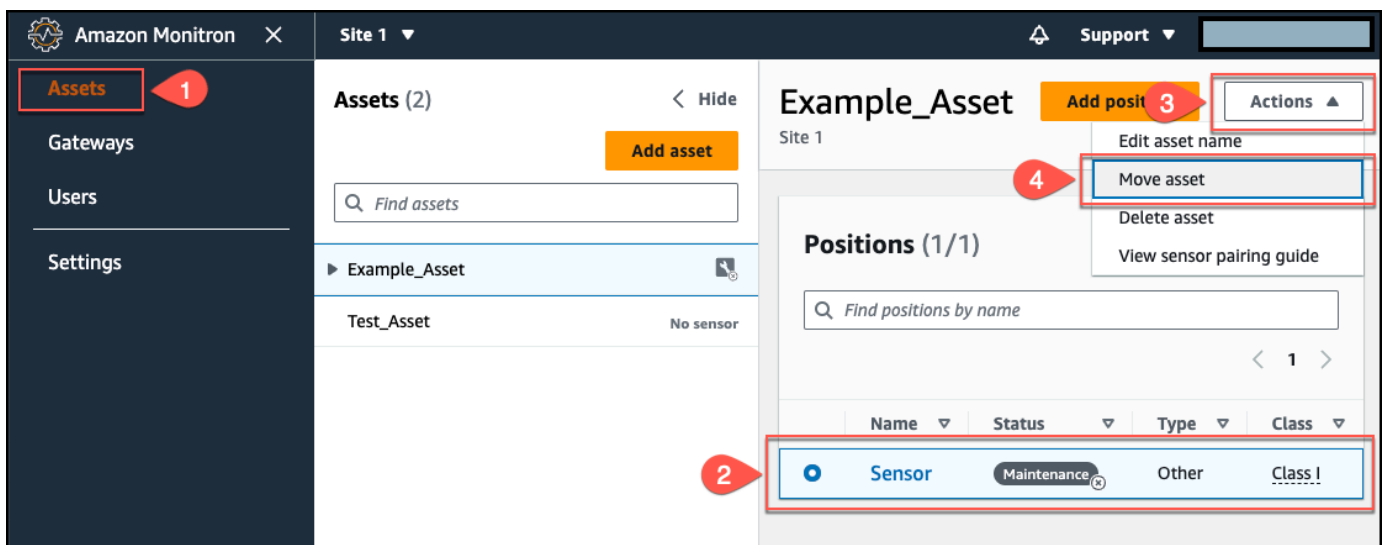 Amazon Monitron
Site 1
Support
Assets
1
Gateways
Users
Settings
Assets (2)
Hide
Add asset
Find assets
Example_Asset
Test_Asset
No sensor
Example_Asset
Site 1
Add posit
3
Actions
Edit asset name
4
Move asset
Delete asset
View sensor pairing guide
Positions (1/1)
Find positions by name
1
Name Status Type Class
2
Sensor Maintenance Other Class I